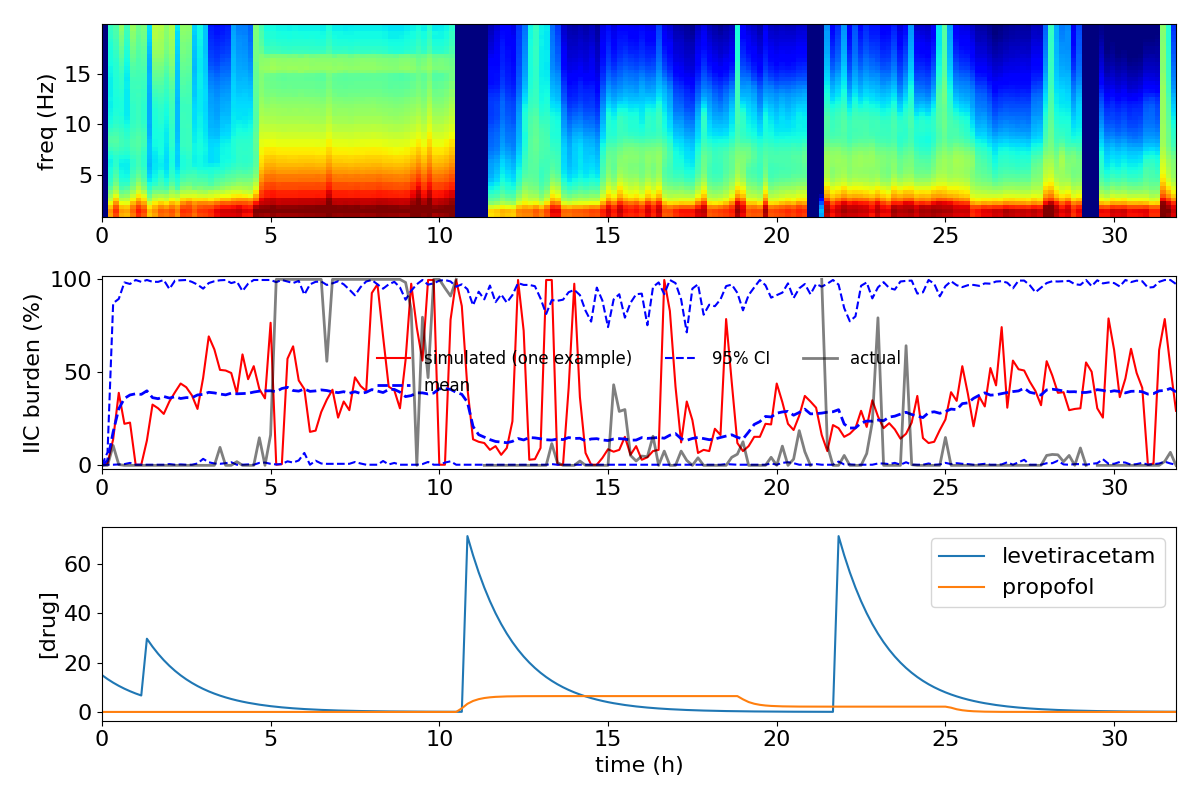 freq (Hz)
15
10
5
0 5 10 15 20 25 30
IIC burden (%)
100
50
0
simulated (one example) 95% CI actual
mean
0 5 10 15 20 25 30
[drug]
60
40
20
0
levetiracetam
propofol
0 5 10 15 20 25 30
time (h)